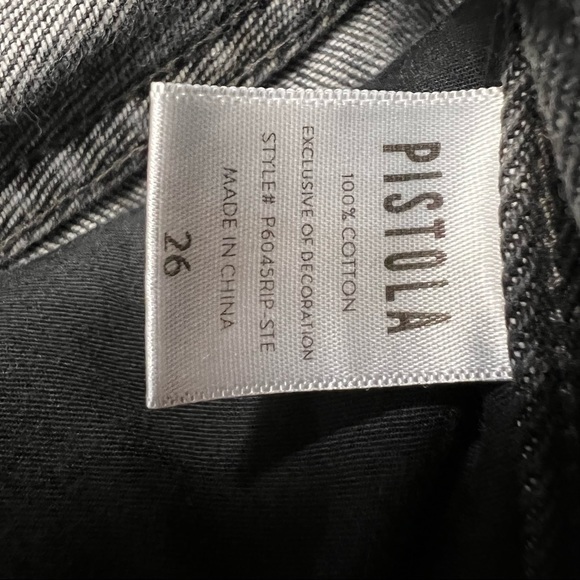 PISTOLA
100% COTTON
EXCLUSIVE OF DECORATION
STYLE# P6045RIP-STE
MADE IN CHINA
26